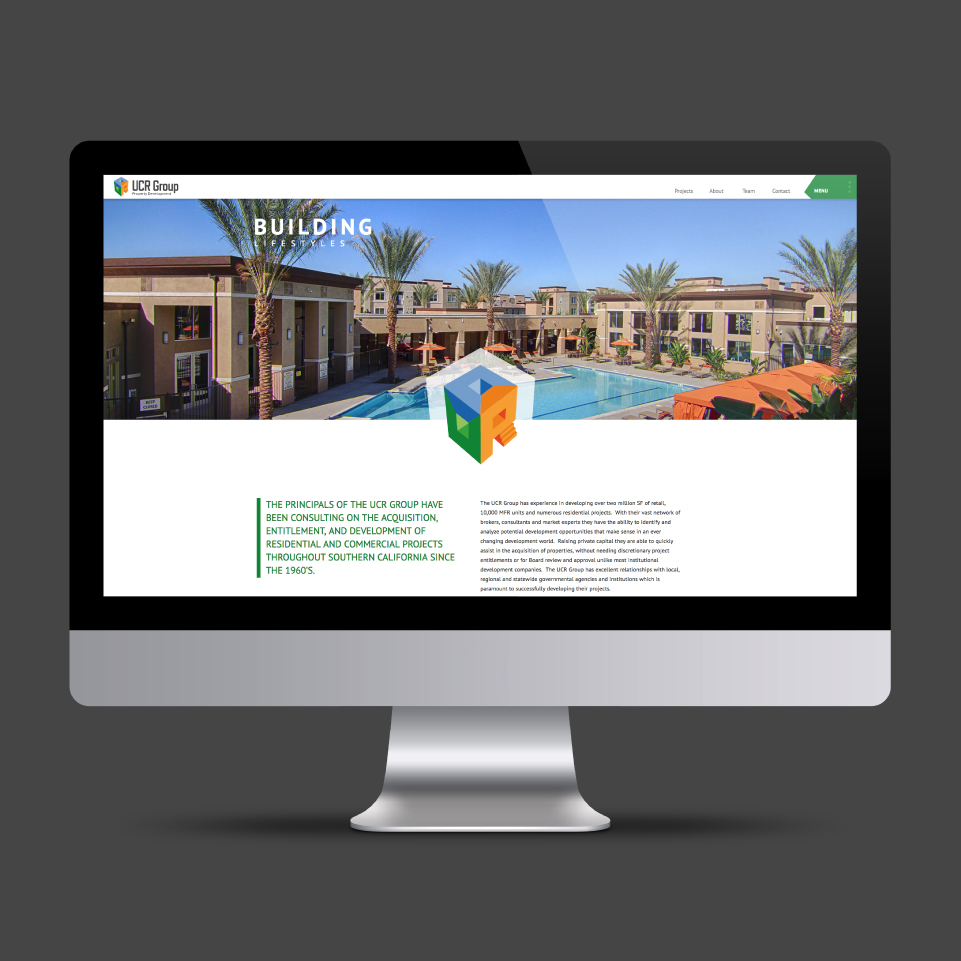 UCR Group
Property Development
Projects
About
Team
Contact
MENU
BUILDING
LIFESTYLES
THE PRINCIPALS OF THE UCR GROUP HAVE
BEEN CONSULTING ON THE ACQUISITION,
ENTITLEMENT, AND DEVELOPMENT OF
RESIDENTIAL AND COMMERCIAL PROJECTS
THROUGHOUT SOUTHERN CALIFORNIA SINCE
THE 1960'S.
The UCR Group has experience in developing over two million SF of retail,
10,000 MFR units and numerous residential projects. With their vast network of
brokers, consultants and market experts they have the ability to identify and
analyze potential development opportunities that make sense in an ever
changing development world. Raising private capital they are able to quickly
assist in the acquisition of properties, without needing discretionary project
entitlements or for Board review and approval unlike most institutional
development companies. The UCR Group has excellent relationships with local,
regional and statewide governmental agencies and institutions which is
paramount to successfully developing their projects.